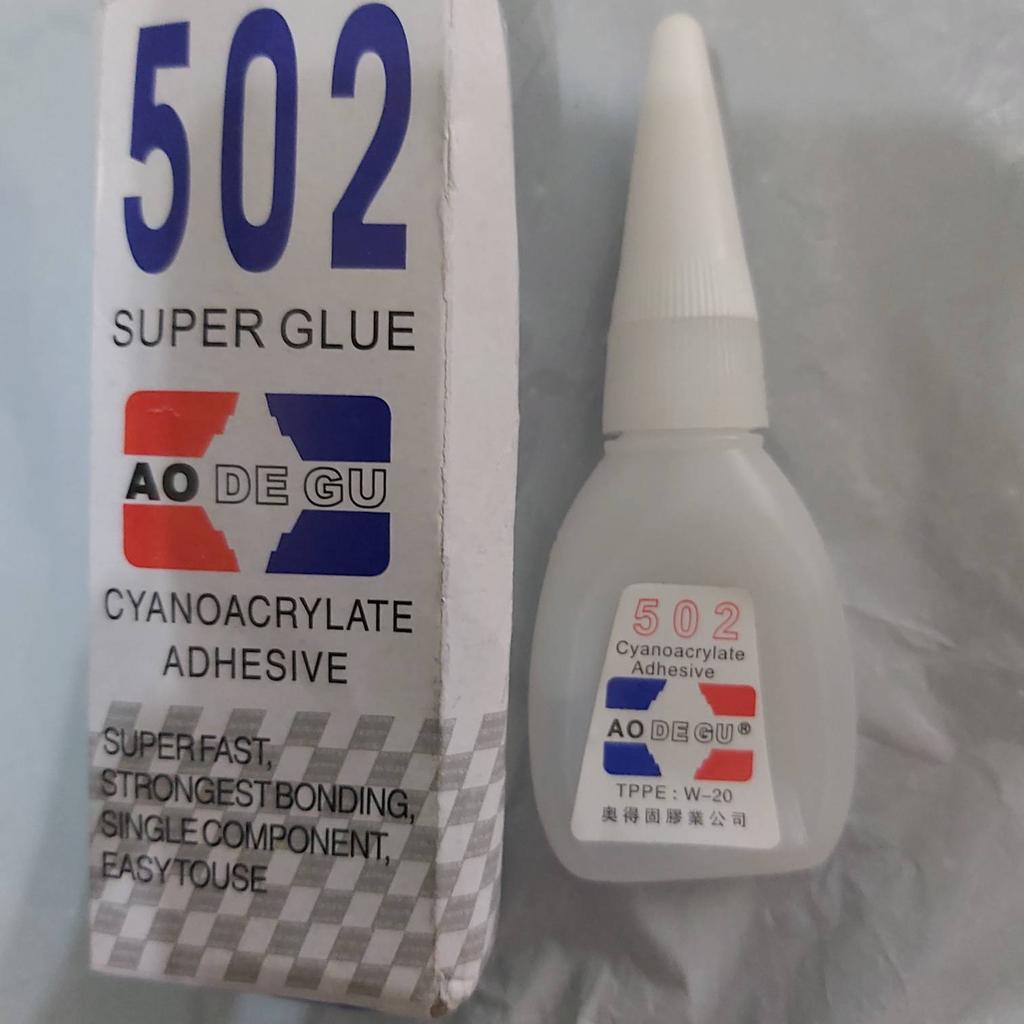 502
SUPER GLUE
AO DE GU
CYANOACRYLATE
ADHESIVE
SUPER FAST,
STRONGEST BONDING,
SINGLE COMPONENT,
EASY TO USE
502
Cyanoacrylate
Adhesive
AO DE GU®
TPPE : W-20
奥得固膠業公司